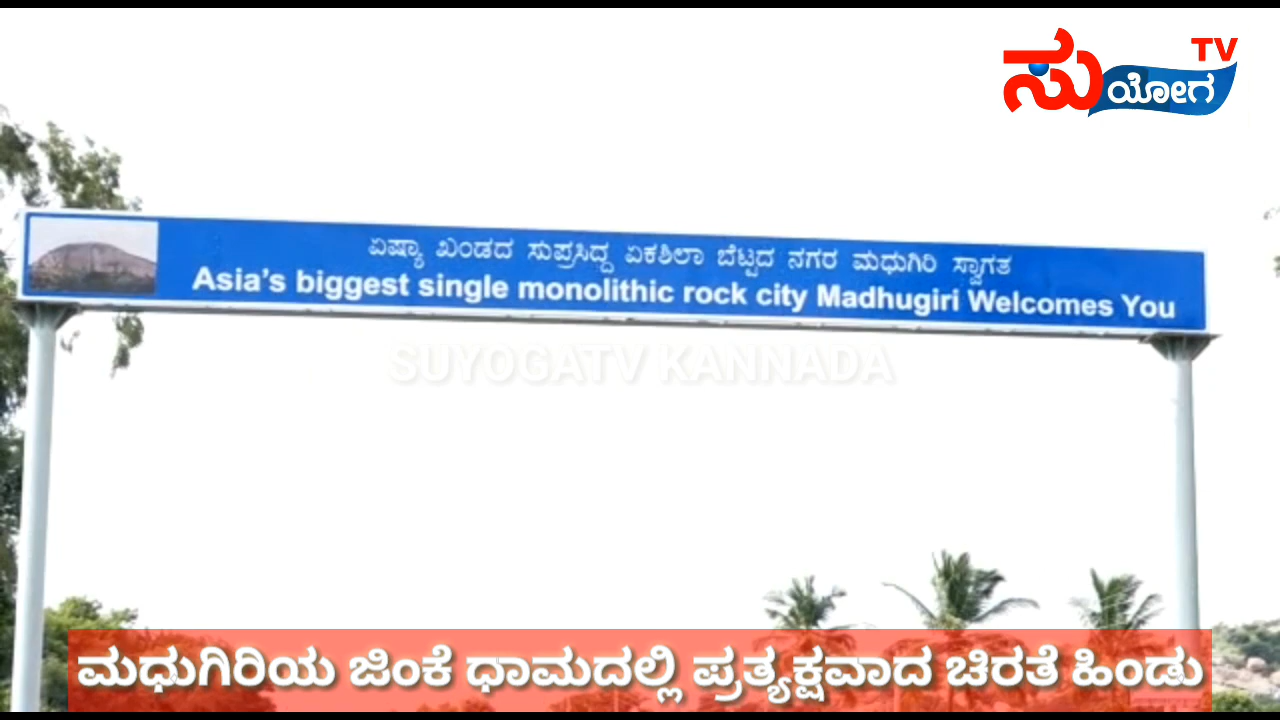 TV
ಸುಯೋಗ
ಏಷ್ಯಾ ಖಂಡದ ಸುಪ್ರಸಿದ್ದ ಏಕಶಿಲಾ ಬೆಟ್ಟದ ನಗರ ಮಧುಗಿರಿ ಸ್ವಾಗತ
Asia's biggest single monolithic rock city Madhugiri Welcomes You
SUYOGATV KANNADA
ಮಧುಗಿರಿಯ ಜಿಂಕೆ ಧಾಮದಲ್ಲಿ ಪ್ರತ್ಯಕ್ಷವಾದ ಚಿರತೆ ಹಿಂಡು